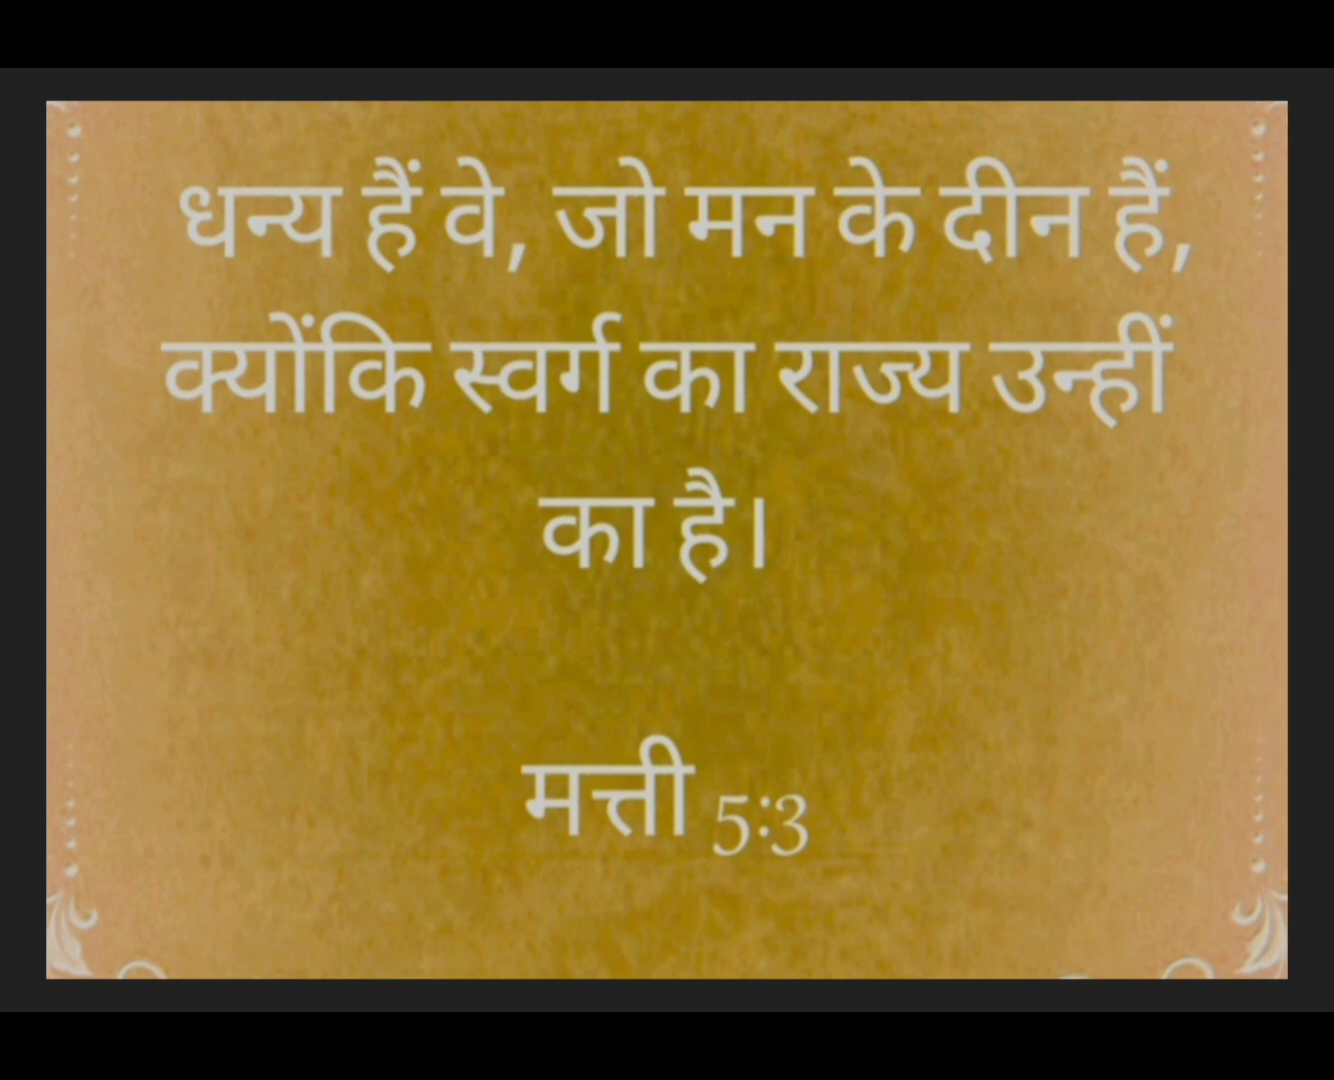 धन्य हैं वे, जो मन के दीन हैं,
क्योंकि स्वर्ग का राज्य उन्हीं
का है।
मत्ती 5:3